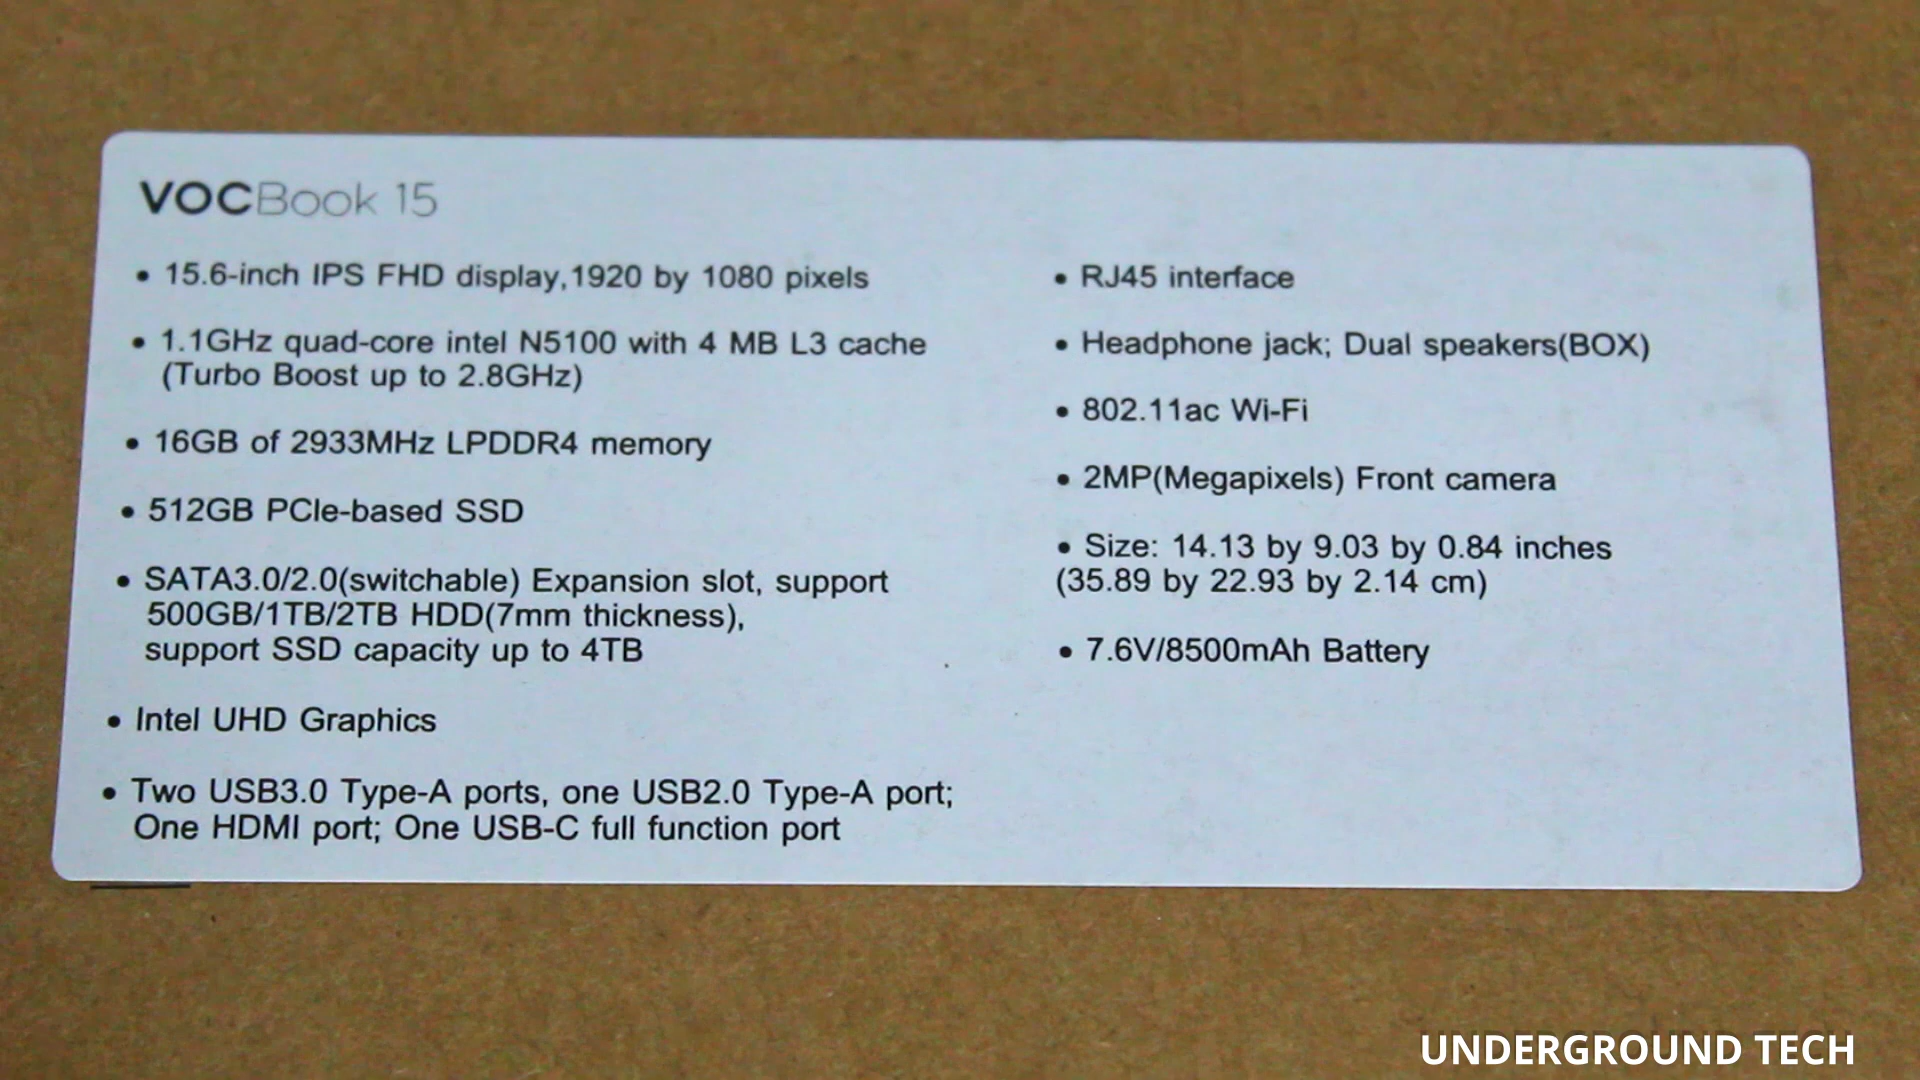 VOCBook 15
• 15.6-inch IPS FHD display,1920 by 1080 pixels
• 1.1GHz quad-core intel N5100 with 4 MB L3 cache
(Turbo Boost up to 2.8GHz)
• 16GB of 2933MHz LPDDR4 memory
• 512GB PCIe-based SSD
• SATA3.0/2.0(switchable) Expansion slot, support
500GB/1TB/2TB HDD(7mm thickness),
support SSD capacity up to 4TB
• Intel UHD Graphics
• Two USB3.0 Type-A ports, one USB2.0 Type-A port;
One HDMI port; One USB-C full function port
• RJ45 interface
• Headphone jack; Dual speakers(BOX)
• 802.11ac Wi-Fi
• 2MP(Megapixels) Front camera
• Size: 14.13 by 9.03 by 0.84 inches
(35.89 by 22.93 by 2.14 cm)
• 7.6V/8500mAh Battery
UNDERGROUND TECH